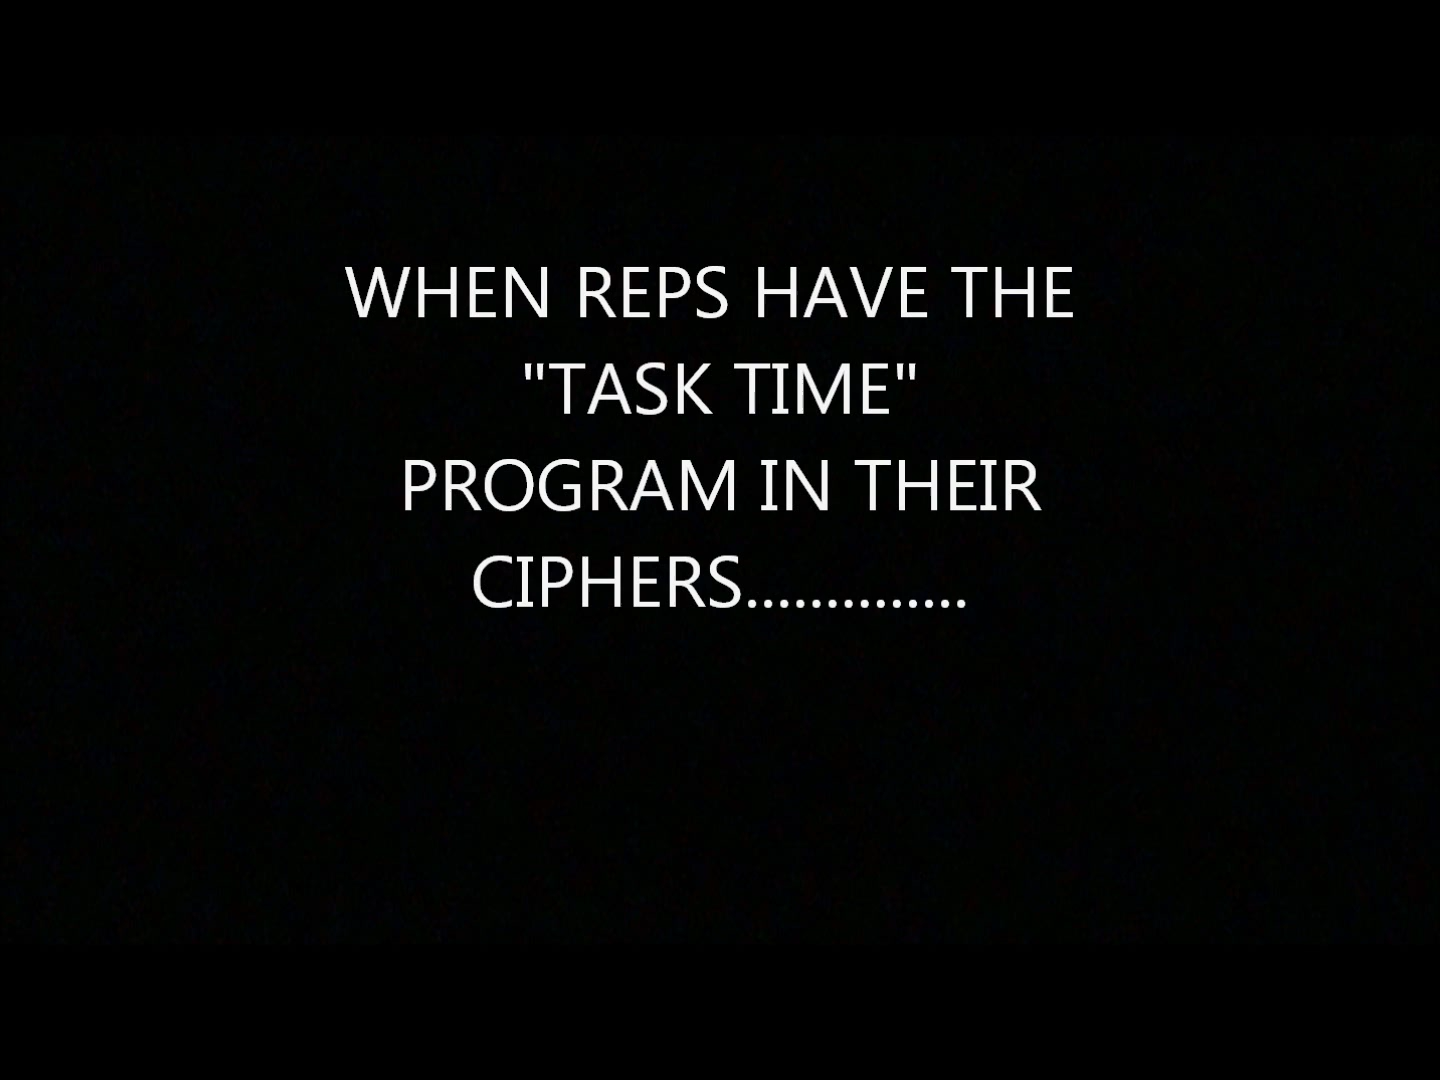 WHEN REPS HAVE THE
"TASK TIME"
PROGRAM IN THEIR
CIPHERS..............